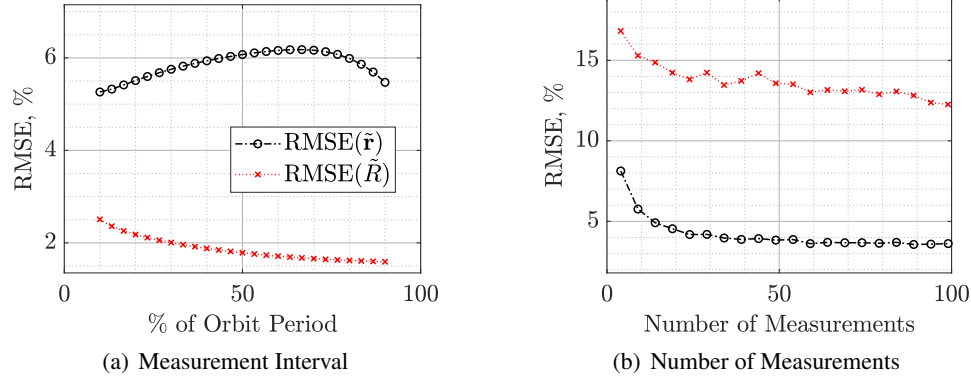 RMSE, %
6
4
2
0
50
100
% of Orbit Period
RMSE(r̃)
RMSE(R̃)
(a) Measurement Interval
RMSE, %
15
10
5
0
50
100
Number of Measurements
(b) Number of Measurements